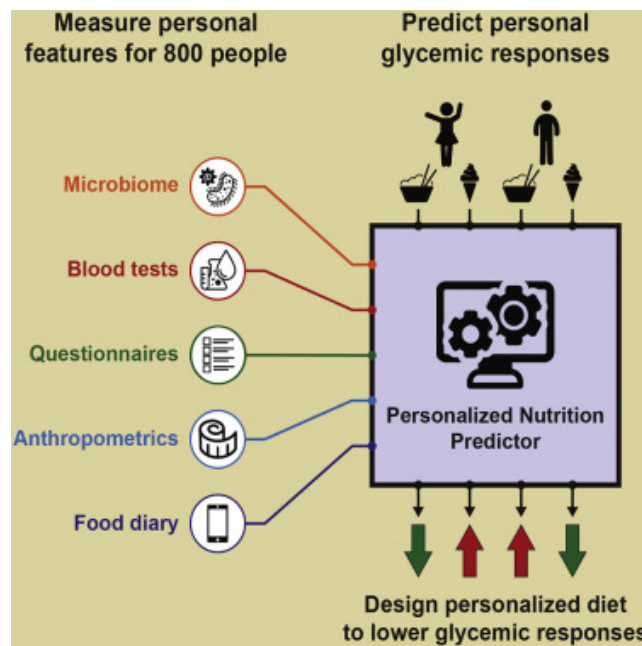 Measure personal
features for 800 people
Predict personal
glycemic responses
Microbiome
Blood tests
Questionnaires
Anthropometrics
Food diary
Personalized Nutrition
Predictor
Design personalized diet
to lower glycemic responses